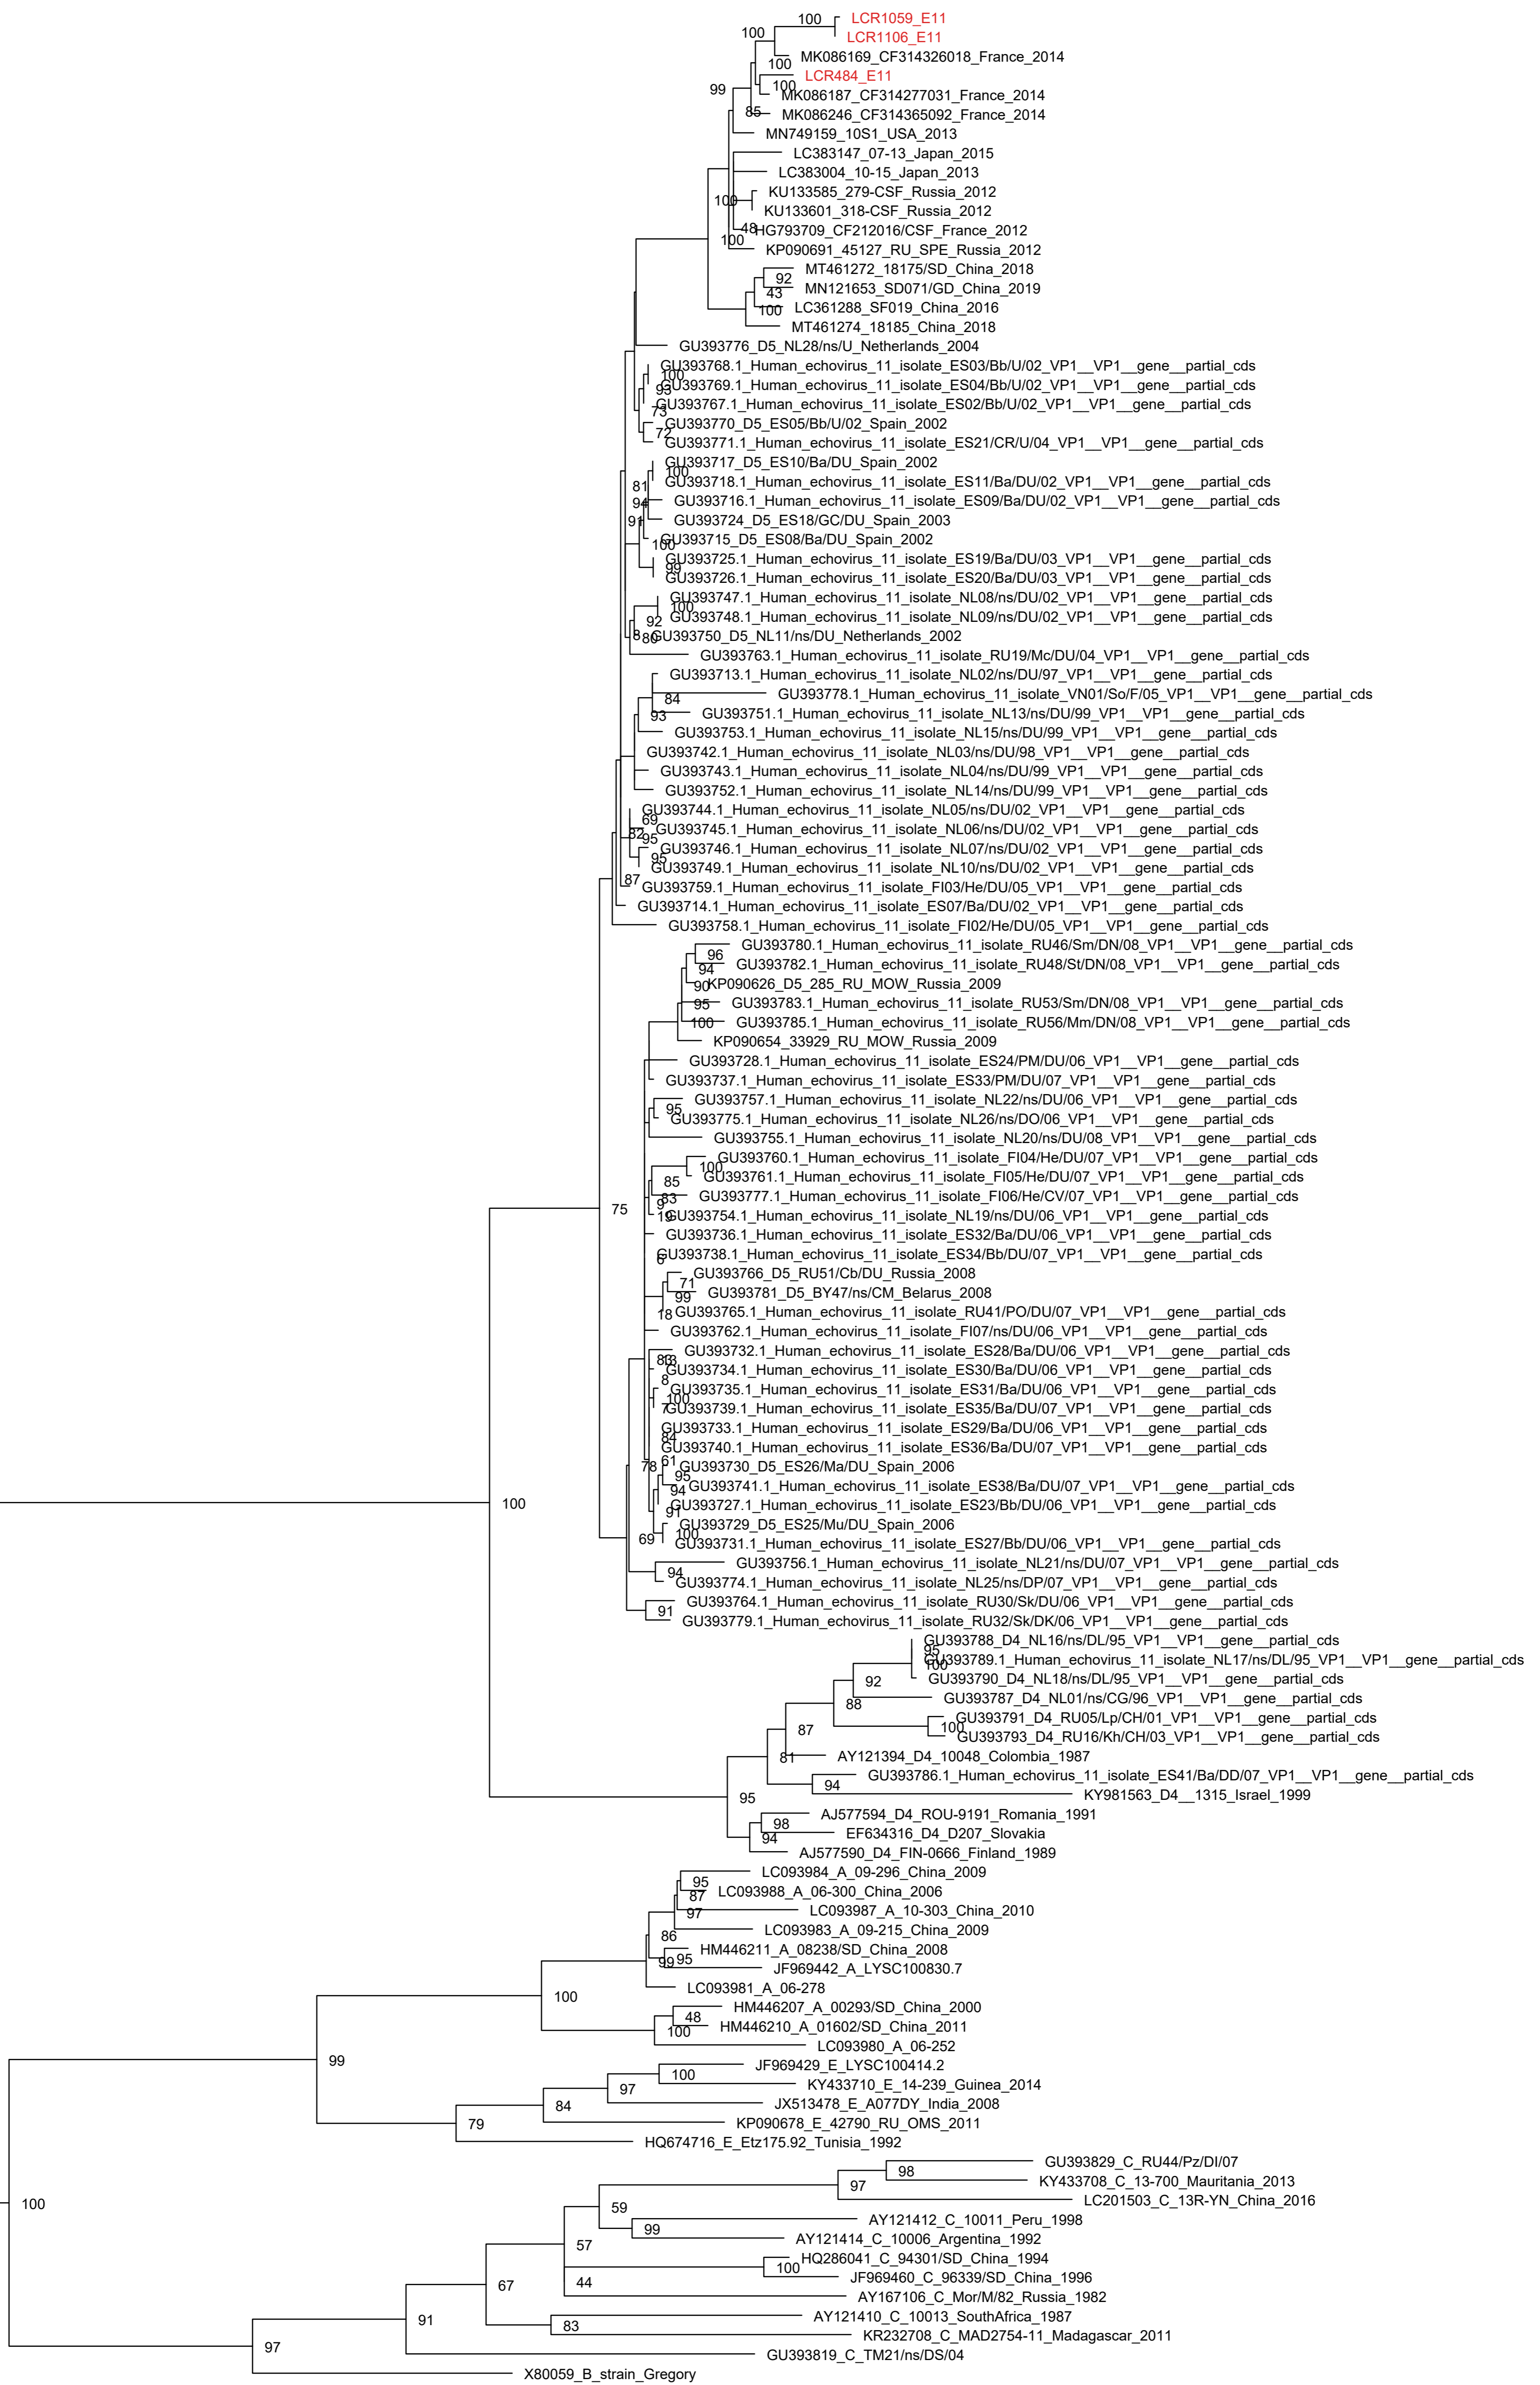 100
LCR1059_E11
100
LCR1106_E11
MK086169_CF314326018_France_2014
100
LCR484_E11
99
100
MK086187_CF314277031_France_2014
85
MK086246_CF314365092_France_2014
MN749159_10S1_USA_2013
LC383147_07-13_Japan_2015
LC383004_10-15_Japan_2013
KU133585_279-CSF_Russia_2012
100
KU133601_318-CSF_Russia_2012
48
HG793709_CF212016/CSF_France_2012
100
KP090691_45127_RU_SPE_Russia_2012
MT461272_18175/SD_China_2018
92
MN121653_SD071/GD_China_2019
43
LC361288_SF019_China_2016
100
MT461274_18185_China_2018
GU393776_D5_NL28/ns/U_Netherlands_2004
GU393768.1_Human_echovirus_11_isolate_ES03/Bb/U/02_VP1__VP1__gene__partial_cds
100
GU393769.1_Human_echovirus_11_isolate_ES04/Bb/U/02_VP1__VP1__gene__partial_cds
93
GU393767.1_Human_echovirus_11_isolate_ES02/Bb/U/02_VP1__VP1__gene__partial_cds
73
GU393770_D5_ES05/Bb/U/02_Spain_2002
72
GU393771.1_Human_echovirus_11_isolate_ES21/CR/U/04_VP1__VP1__gene__partial_cds
GU393717_D5_ES10/Ba/DU_Spain_2002
100
GU393718.1_Human_echovirus_11_isolate_ES11/Ba/DU/02_VP1__VP1__gene__partial_cds
81
GU393716.1_Human_echovirus_11_isolate_ES09/Ba/DU/02_VP1__VP1__gene__partial_cds
94
GU393724_D5_ES18/GC/DU_Spain_2003
91
GU393715_D5_ES08/Ba/DU_Spain_2002
100
GU393725.1_Human_echovirus_11_isolate_ES19/Ba/DU/03_VP1__VP1__gene__partial_cds
99
GU393726.1_Human_echovirus_11_isolate_ES20/Ba/DU/03_VP1__VP1__gene__partial_cds
GU393747.1_Human_echovirus_11_isolate_NL08/ns/DU/02_VP1__VP1__gene__partial_cds
100
GU393748.1_Human_echovirus_11_isolate_NL09/ns/DU/02_VP1__VP1__gene__partial_cds
92
8
80
GU393750_D5_NL11/ns/DU_Netherlands_2002
GU393763.1_Human_echovirus_11_isolate_RU19/Mc/DU/04_VP1__VP1__gene__partial_cds
GU393713.1_Human_echovirus_11_isolate_NL02/ns/DU/97_VP1__VP1__gene__partial_cds
GU393778.1_Human_echovirus_11_isolate_VN01/So/F/05_VP1__VP1__gene__partial_cds
84
GU393751.1_Human_echovirus_11_isolate_NL13/ns/DU/99_VP1__VP1__gene__partial_cds
93
GU393753.1_Human_echovirus_11_isolate_NL15/ns/DU/99_VP1__VP1__gene__partial_cds
GU393742.1_Human_echovirus_11_isolate_NL03/ns/DU/98_VP1__VP1__gene__partial_cds
GU393743.1_Human_echovirus_11_isolate_NL04/ns/DU/99_VP1__VP1__gene__partial_cds
GU393752.1_Human_echovirus_11_isolate_NL14/ns/DU/99_VP1__VP1__gene__partial_cds
GU393744.1_Human_echovirus_11_isolate_NL05/ns/DU/02_VP1__VP1__gene__partial_cds
69
GU393745.1_Human_echovirus_11_isolate_NL06/ns/DU/02_VP1__VP1__gene__partial_cds
82
95
GU393746.1_Human_echovirus_11_isolate_NL07/ns/DU/02_VP1__VP1__gene__partial_cds
95
GU393749.1_Human_echovirus_11_isolate_NL10/ns/DU/02_VP1__VP1__gene__partial_cds
87
GU393759.1_Human_echovirus_11_isolate_FI03/He/DU/05_VP1__VP1__gene__partial_cds
GU393714.1_Human_echovirus_11_isolate_ES07/Ba/DU/02_VP1__VP1__gene__partial_cds
GU393758.1_Human_echovirus_11_isolate_FI02/He/DU/05_VP1__VP1__gene__partial_cds
GU393780.1_Human_echovirus_11_isolate_RU46/Sm/DN/08_VP1__VP1__gene__partial_cds
96
GU393782.1_Human_echovirus_11_isolate_RU48/St/DN/08_VP1__VP1__gene__partial_cds
94
90
KP090626_D5_285_RU_MOW_Russia_2009
95
GU393783.1_Human_echovirus_11_isolate_RU53/Sm/DN/08_VP1__VP1__gene__partial_cds
100
GU393785.1_Human_echovirus_11_isolate_RU56/Mm/DN/08_VP1__VP1__gene__partial_cds
KP090654_33929_RU_MOW_Russia_2009
GU393728.1_Human_echovirus_11_isolate_ES24/PM/DU/06_VP1__VP1__gene__partial_cds
GU393737.1_Human_echovirus_11_isolate_ES33/PM/DU/07_VP1__VP1__gene__partial_cds
GU393757.1_Human_echovirus_11_isolate_NL22/ns/DU/06_VP1__VP1__gene__partial_cds
95
GU393775.1_Human_echovirus_11_isolate_NL26/ns/DO/06_VP1__VP1__gene__partial_cds
GU393755.1_Human_echovirus_11_isolate_NL20/ns/DU/08_VP1__VP1__gene__partial_cds
GU393760.1_Human_echovirus_11_isolate_FI04/He/DU/07_VP1__VP1__gene__partial_cds
100
GU393761.1_Human_echovirus_11_isolate_FI05/He/DU/07_VP1__VP1__gene__partial_cds
85
83
GU393777.1_Human_echovirus_11_isolate_FI06/He/CV/07_VP1__VP1__gene__partial_cds
9
75
19
GU393754.1_Human_echovirus_11_isolate_NL19/ns/DU/06_VP1__VP1__gene__partial_cds
GU393736.1_Human_echovirus_11_isolate_ES32/Ba/DU/06_VP1__VP1__gene__partial_cds
GU393738.1_Human_echovirus_11_isolate_ES34/Bb/DU/07_VP1__VP1__gene__partial_cds
6
GU393766_D5_RU51/Cb/DU_Russia_2008
71
GU393781_D5_BY47/ns/CM_Belarus_2008
99
18
GU393765.1_Human_echovirus_11_isolate_RU41/PO/DU/07_VP1__VP1__gene__partial_cds
GU393762.1_Human_echovirus_11_isolate_FI07/ns/DU/06_VP1__VP1__gene__partial_cds
GU393732.1_Human_echovirus_11_isolate_ES28/Ba/DU/06_VP1__VP1__gene__partial_cds
GU393734.1_Human_echovirus_11_isolate_ES30/Ba/DU/06_VP1__VP1__gene__partial_cds
8
GU393735.1_Human_echovirus_11_isolate_ES31/Ba/DU/06_VP1__VP1__gene__partial_cds
100
7
GU393739.1_Human_echovirus_11_isolate_ES35/Ba/DU/07_VP1__VP1__gene__partial_cds
GU393733.1_Human_echovirus_11_isolate_ES29/Ba/DU/06_VP1__VP1__gene__partial_cds
84
GU393740.1_Human_echovirus_11_isolate_ES36/Ba/DU/07_VP1__VP1__gene__partial_cds
61
78
GU393730_D5_ES26/Ma/DU_Spain_2006
95
GU393741.1_Human_echovirus_11_isolate_ES38/Ba/DU/07_VP1__VP1__gene__partial_cds
94
GU393727.1_Human_echovirus_11_isolate_ES23/Bb/DU/06_VP1__VP1__gene__partial_cds
100
91
GU393729_D5_ES25/Mu/DU_Spain_2006
100
69
GU393731.1_Human_echovirus_11_isolate_ES27/Bb/DU/06_VP1__VP1__gene__partial_cds
GU393756.1_Human_echovirus_11_isolate_NL21/ns/DU/07_VP1__VP1__gene__partial_cds
94
GU393774.1_Human_echovirus_11_isolate_NL25/ns/DP/07_VP1__VP1__gene__partial_cds
GU393764.1_Human_echovirus_11_isolate_RU30/Sk/DU/06_VP1__VP1__gene__partial_cds
91
GU393779.1_Human_echovirus_11_isolate_RU32/Sk/DK/06_VP1__VP1__gene__partial_cds
GU393788_D4_NL16/ns/DL/95_VP1__VP1__gene__partial_cds
95
GU393789.1_Human_echovirus_11_isolate_NL17/ns/DL/95_VP1__VP1__gene__partial_cds
100
GU393790_D4_NL18/ns/DL/95_VP1__VP1__gene__partial_cds
92
GU393787_D4_NL01/ns/CG/96_VP1__VP1__gene__partial_cds
88
GU393791_D4_RU05/Lp/CH/01_VP1__VP1__gene__partial_cds
100
87
GU393793_D4_RU16/Kh/CH/03_VP1__VP1__gene__partial_cds
81
AY121394_D4_10048_Colombia_1987
GU393786.1_Human_echovirus_11_isolate_ES41/Ba/DD/07_VP1__VP1__gene__partial_cds
94
KY981563_D4__1315_Israel_1999
95
AJ577594_D4_ROU-9191_Romania_1991
98
EF634316_D4_D207_Slovakia
94
AJ577590_D4_FIN-0666_Finland_1989
LC093984_A_09-296_China_2009
95
LC093988_A_06-300_China_2006
87
LC093987_A_10-303_China_2010
97
LC093983_A_09-215_China_2009
86
HM446211_A_08238/SD_China_2008
95
99
JF969442_A_LYSC100830.7
LC093981_A_06-278
100
HM446207_A_00293/SD_China_2000
48
HM446210_A_01602/SD_China_2011
100
LC093980_A_06-252
99
JF969429_E_LYSC100414.2
100
KY433710_E_14-239_Guinea_2014
97
JX513478_E_A077DY_India_2008
84
KP090678_E_42790_RU_OMS_2011
79
HQ674716_E_Etz175.92_Tunisia_1992
GU393829_C_RU44/Pz/DI/07
98
KY433708_C_13-700_Mauritania_2013
97
LC201503_C_13R-YN_China_2016
100
59
AY121412_C_10011_Peru_1998
99
AY121414_C_10006_Argentina_1992
57
HQ286041_C_94301/SD_China_1994
100
JF969460_C_96339/SD_China_1996
44
67
AY167106_C_Mor/M/82_Russia_1982
AY121410_C_10013_SouthAfrica_1987
91
83
KR232708_C_MAD2754-11_Madagascar_2011
97
GU393819_C_TM21/ns/DS/04
X80059_B_strain_Gregory